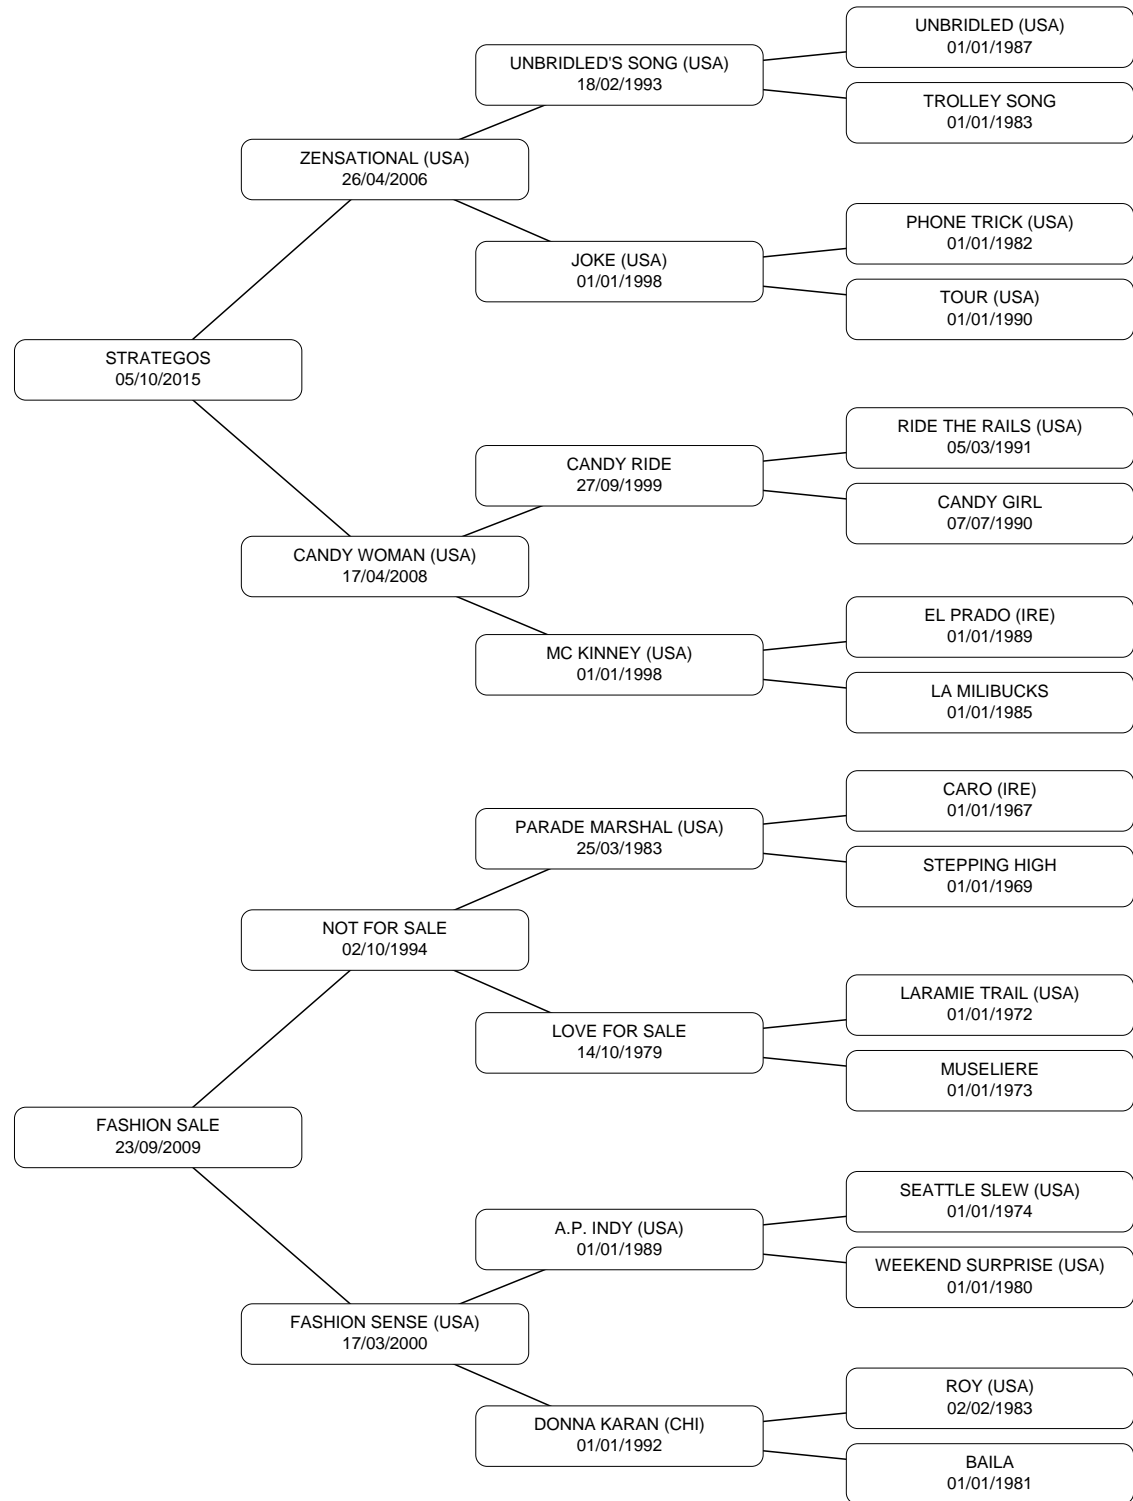 UNBRIDLED (USA)
01/01/1987
UNBRIDLED'S SONG (USA)
18/02/1993
TROLLEY SONG
01/01/1983
ZENSATIONAL (USA)
26/04/2006
PHONE TRICK (USA)
01/01/1982
JOKE (USA)
01/01/1998
TOUR (USA)
01/01/1990
STRATEGOS
05/10/2015
RIDE THE RAILS (USA)
05/03/1991
CANDY RIDE
27/09/1999
CANDY GIRL
07/07/1990
CANDY WOMAN (USA)
17/04/2008
EL PRADO (IRE)
01/01/1989
MC KINNEY (USA)
01/01/1998
LA MILIBUCKS
01/01/1985
CARO (IRE)
01/01/1967
PARADE MARSHAL (USA)
25/03/1983
STEPPING HIGH
01/01/1969
NOT FOR SALE
02/10/1994
LARAMIE TRAIL (USA)
01/01/1972
LOVE FOR SALE
14/10/1979
MUSELIERE
01/01/1973
FASHION SALE
23/09/2009
SEATTLE SLEW (USA)
01/01/1974
A.P. INDY (USA)
01/01/1989
WEEKEND SURPRISE (USA)
01/01/1980
FASHION SENSE (USA)
17/03/2000
ROY (USA)
02/02/1983
DONNA KARAN (CHI)
01/01/1992
BAILA
01/01/1981